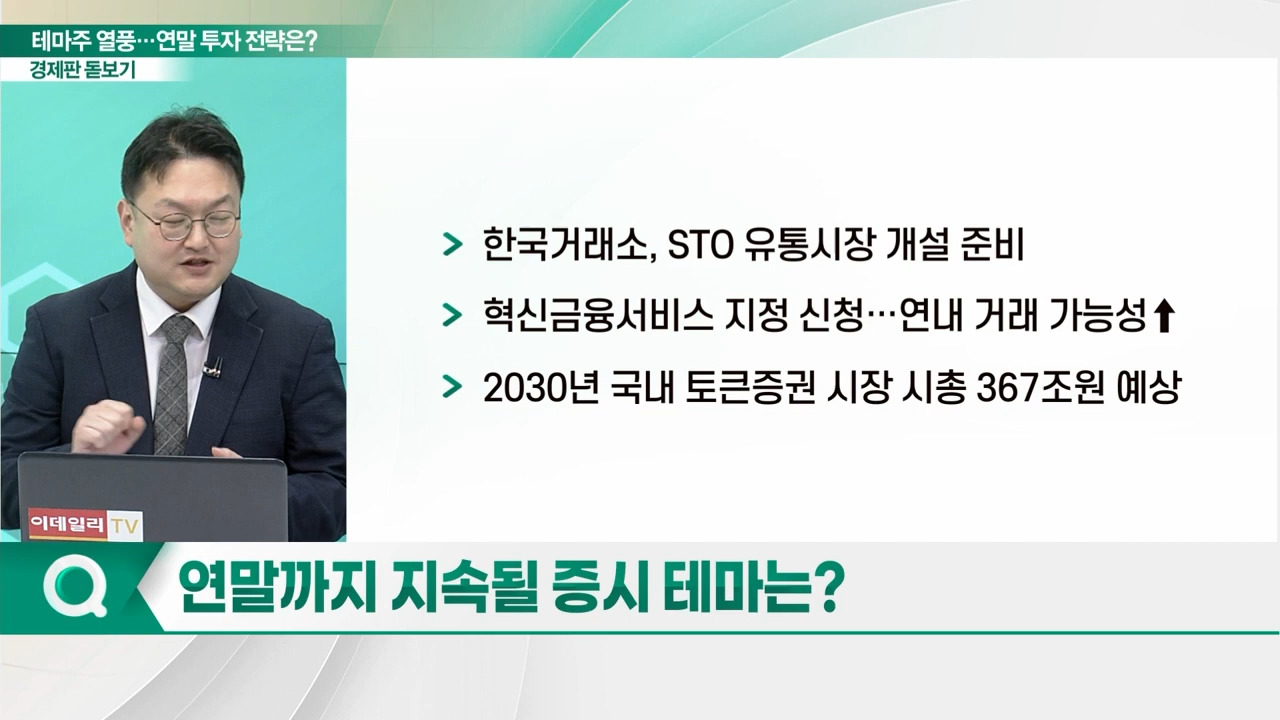 테마주 열풍…연말 투자 전략은?
경제판 돋보기
> 한국거래소, STO 유통시장 개설 준비
> 혁신금융서비스 지정 신청…연내 거래 가능성⬆
> 2030년 국내 토큰증권 시장 시총 367조원 예상
이데일리 TV
Q 연말까지 지속될 증시 테마는?